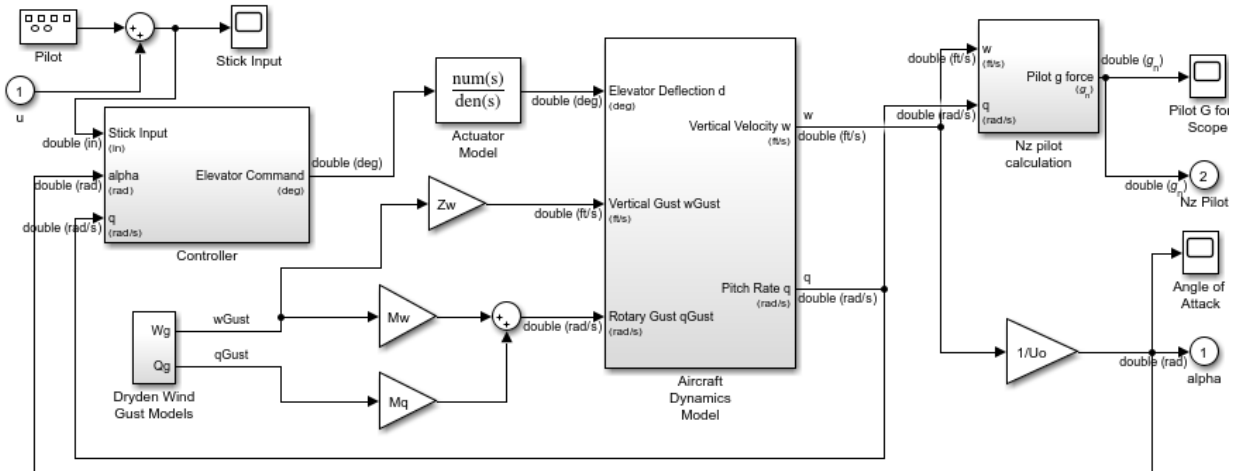 Pilot
+
+
Stick Input
1
u
Stick Input
(in)
double (in)
alpha
(rad)
double (rad)
q
(rad/s)
double (rad/s)
Elevator Command
(deg)
double (deg)
Controller
num(s)
den(s)
Actuator
Model
double (deg)
Elevator Deflection d
(deg)
Vertical Velocity w
(ft/s)
w
double (ft/s)
Zw
double (ft/s)
Vertical Gust wGust
(ft/s)
Pitch Rate q
(rad/s)
q
double (rad/s)
Wg
Qg
wGust
qGust
Dryden Wind
Gust Models
Mw
Mq
+
+
double (rad/s)
Rotary Gust qGust
(rad/s)
Aircraft
Dynamics
Model
w
(ft/s)
double (ft/s)
q
(rad/s)
double (rad/s)
Pilot g force
(gn)
double (gn)
Nz pilot
calculation
Pilot G for
Scope
2
double (gn)
Nz Pilot
Angle of
Attack
1/Uo
double (rad)
1
alpha